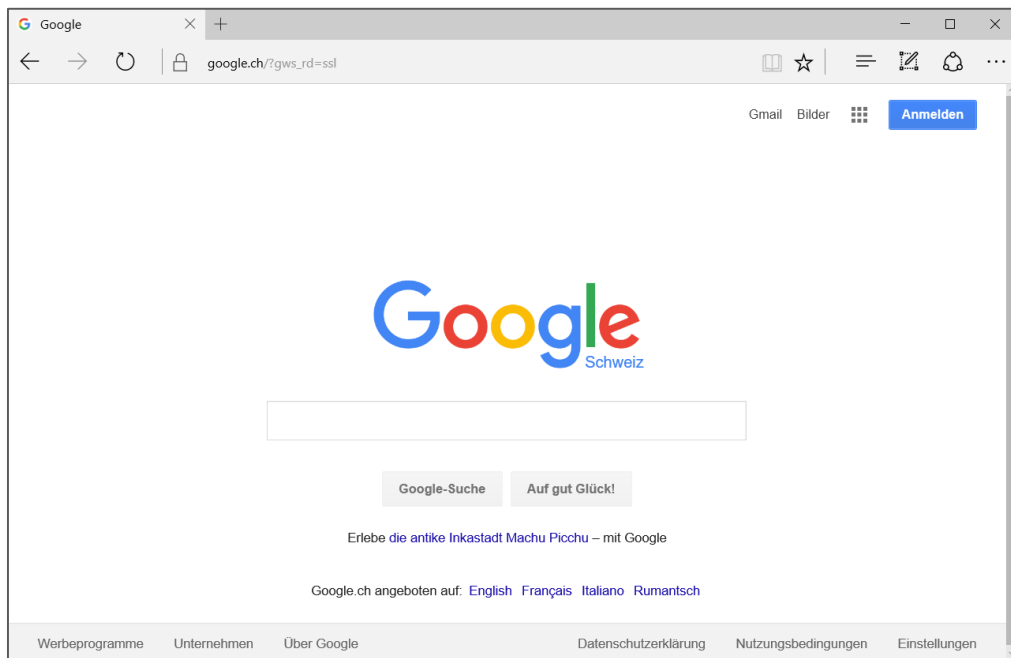 Google
google.ch/?gws_rd=ssl
Gmail Bilder Anmelden
Google
Schweiz
Google-Suche Auf gut Glück!
Erlebe die antike Inkastadt Machu Picchu – mit Google
Google.ch angeboten auf: English Français Italiano Rumantsch
Werbeprogramme Unternehmen Über Google Datenschutzerklärung Nutzungsbedingungen Einstellungen